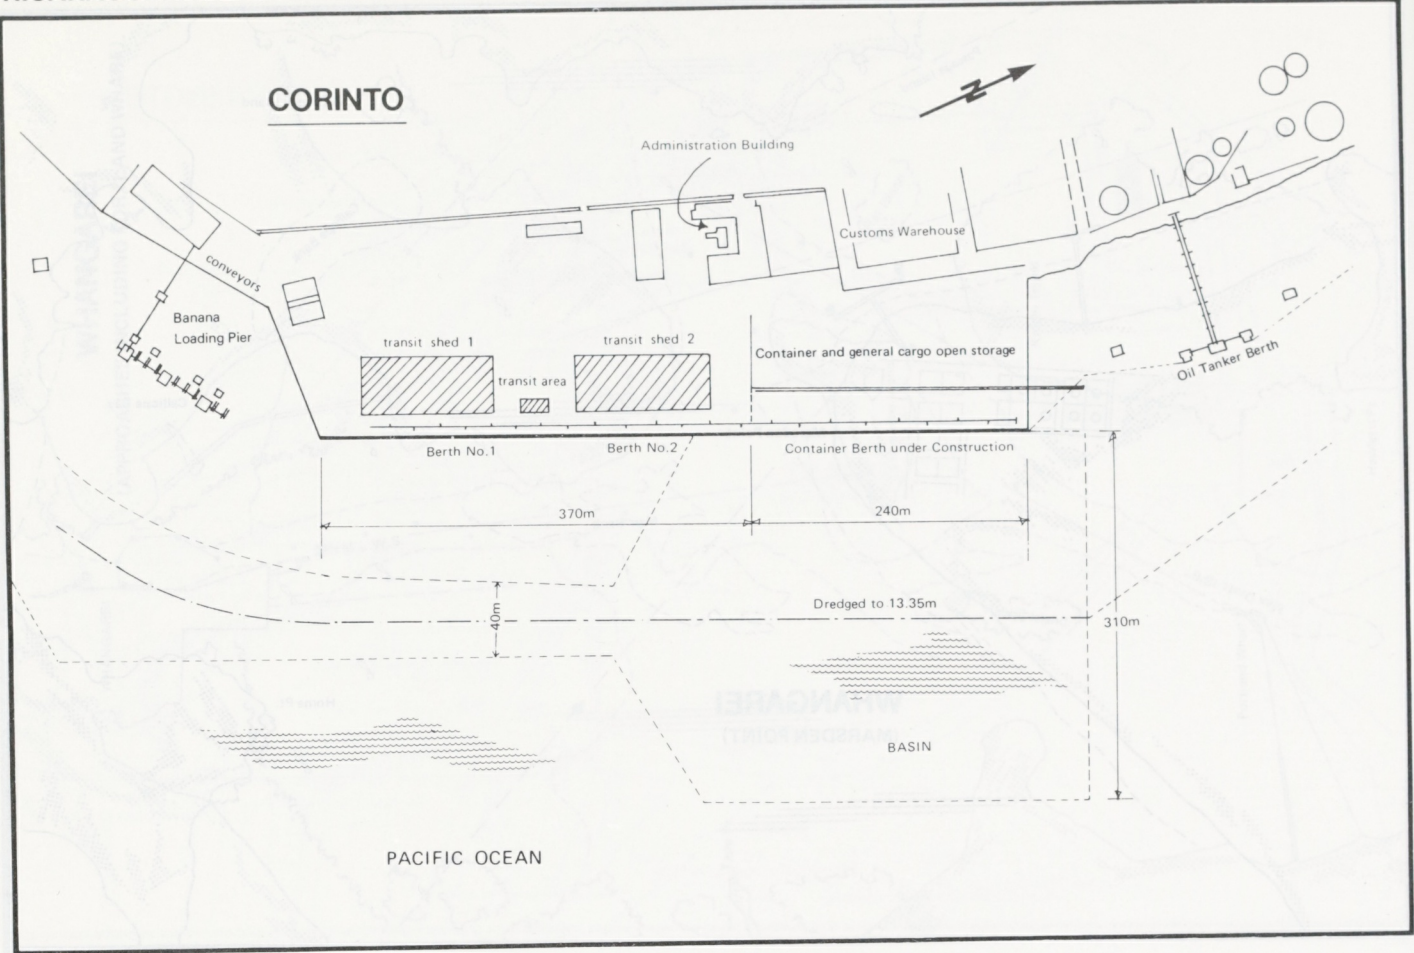 CORINTO
N
Administration Building
Customs Warehouse
conveyors
Banana
Loading Pier
transit shed 1
transit shed 2
Container and general cargo open storage
transit area
Oil Tanker Berth
Berth No.1
Berth No.2
Container Berth under Construction
370m
240m
40m
Dredged to 13.35m
310m
WHANGAREI
(MARSDEN POINT)
BASIN
PACIFIC OCEAN